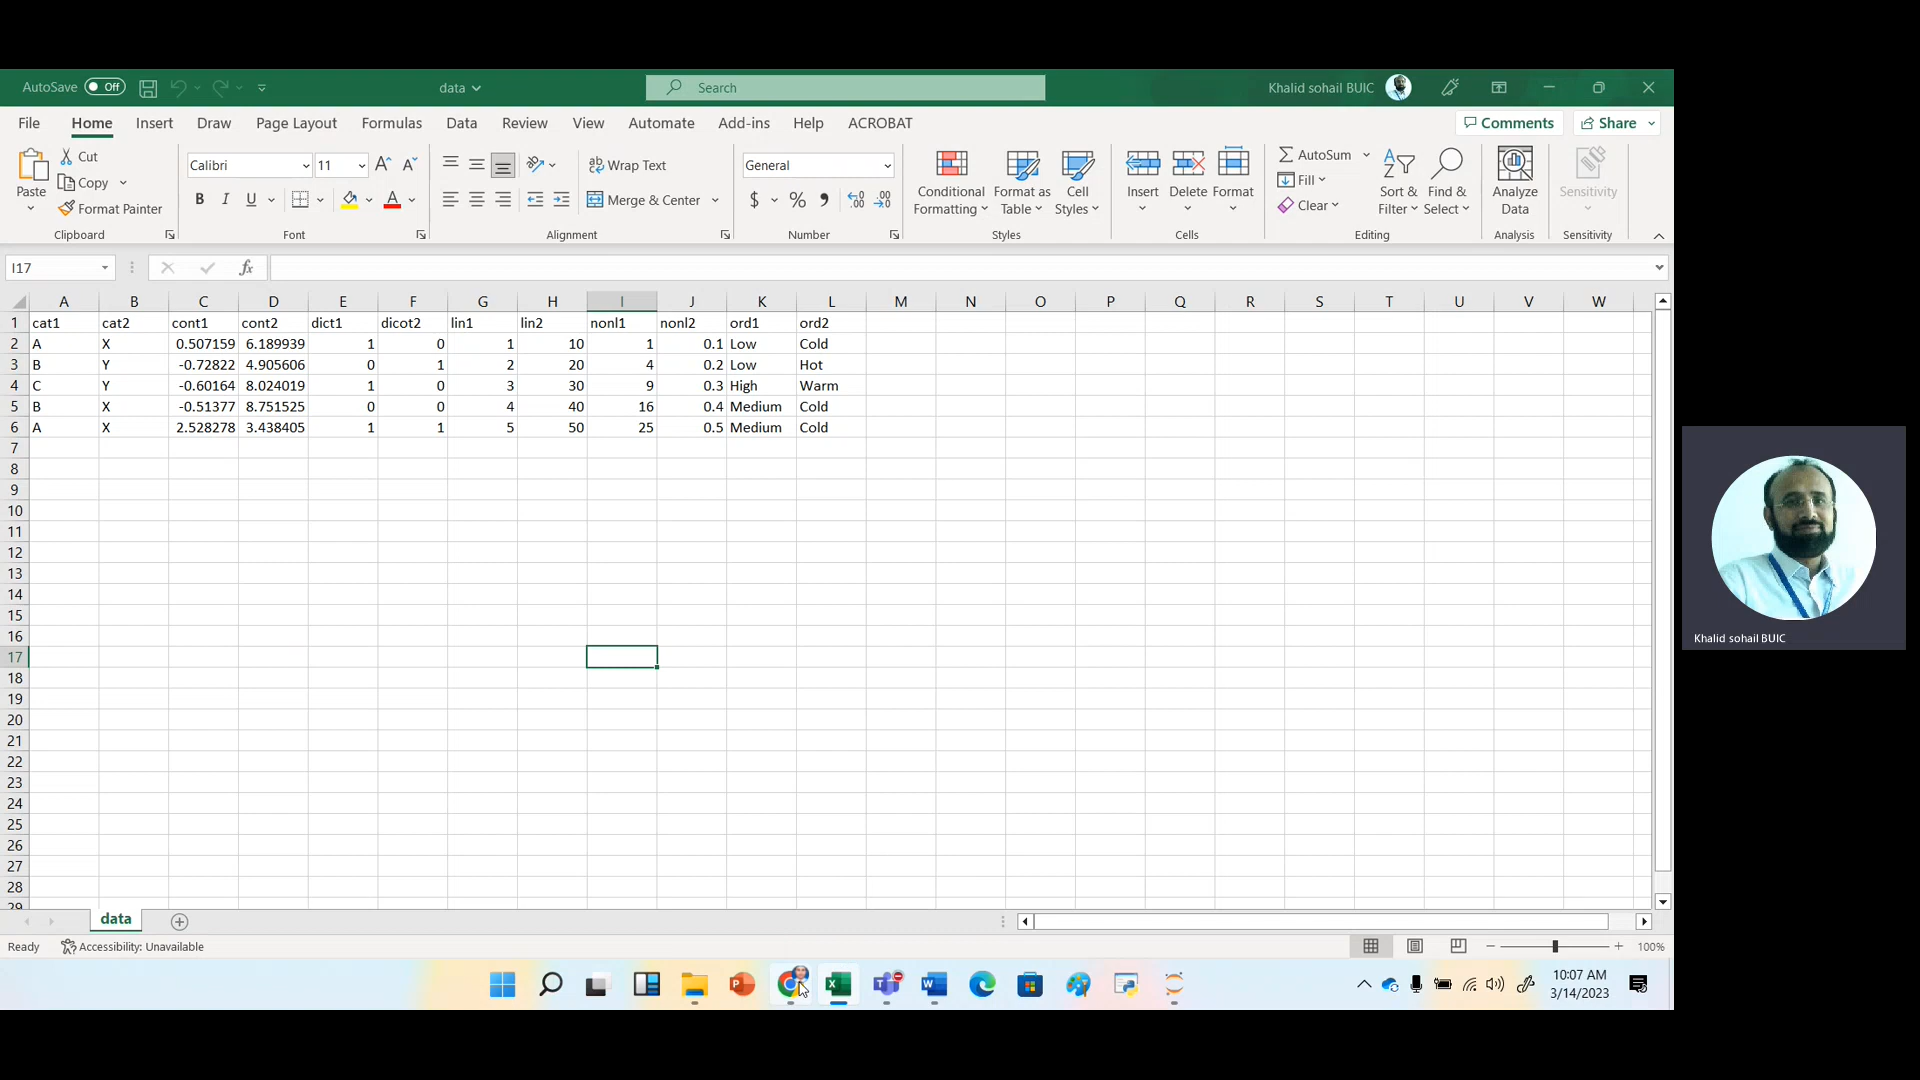 AutoSave Off data Search Khalid sohail BUIC
File Home Insert Draw Page Layout Formulas Data Review View Automate Add-ins Help ACROBAT Comments Share
Paste Cut Copy Format Painter
Clipboard
Calibri 11
B I U
Font
Wrap Text
Merge & Center
Alignment
General
$ % ,
Number
Conditional Formatting Format as Table Cell Styles
Styles
Insert Delete Format
Cells
AutoSum Fill Clear
Sort & Filter Find & Select
Editing
Analyze Data
Analysis
Sensitivity
Sensitivity
I17 fx
A B C D E F G H I J K L M N O P Q R S T U V W
1 cat1 cat2 cont1 cont2 dict1 dicot2 lin1 lin2 nonl1 nonl2 ord1 ord2
2 A X 0.507159 6.189939 1 0 1 10 1 0.1 Low Cold
3 B Y -0.72822 4.905606 0 1 2 20 4 0.2 Low Hot
4 C Y -0.60164 8.024019 1 0 3 30 9 0.3 High Warm
5 B X -0.51377 8.751525 0 0 4 40 16 0.4 Medium Cold
6 A X 2.528278 3.438405 1 1 5 50 25 0.5 Medium Cold
7
8
9
10
11
12
13
14
15
16
17
18
19
20
21
22
23
24
25
26
27
28
29
data
Ready Accessibility: Unavailable 100%
10:07 AM
3/14/2023
Khalid sohail BUIC